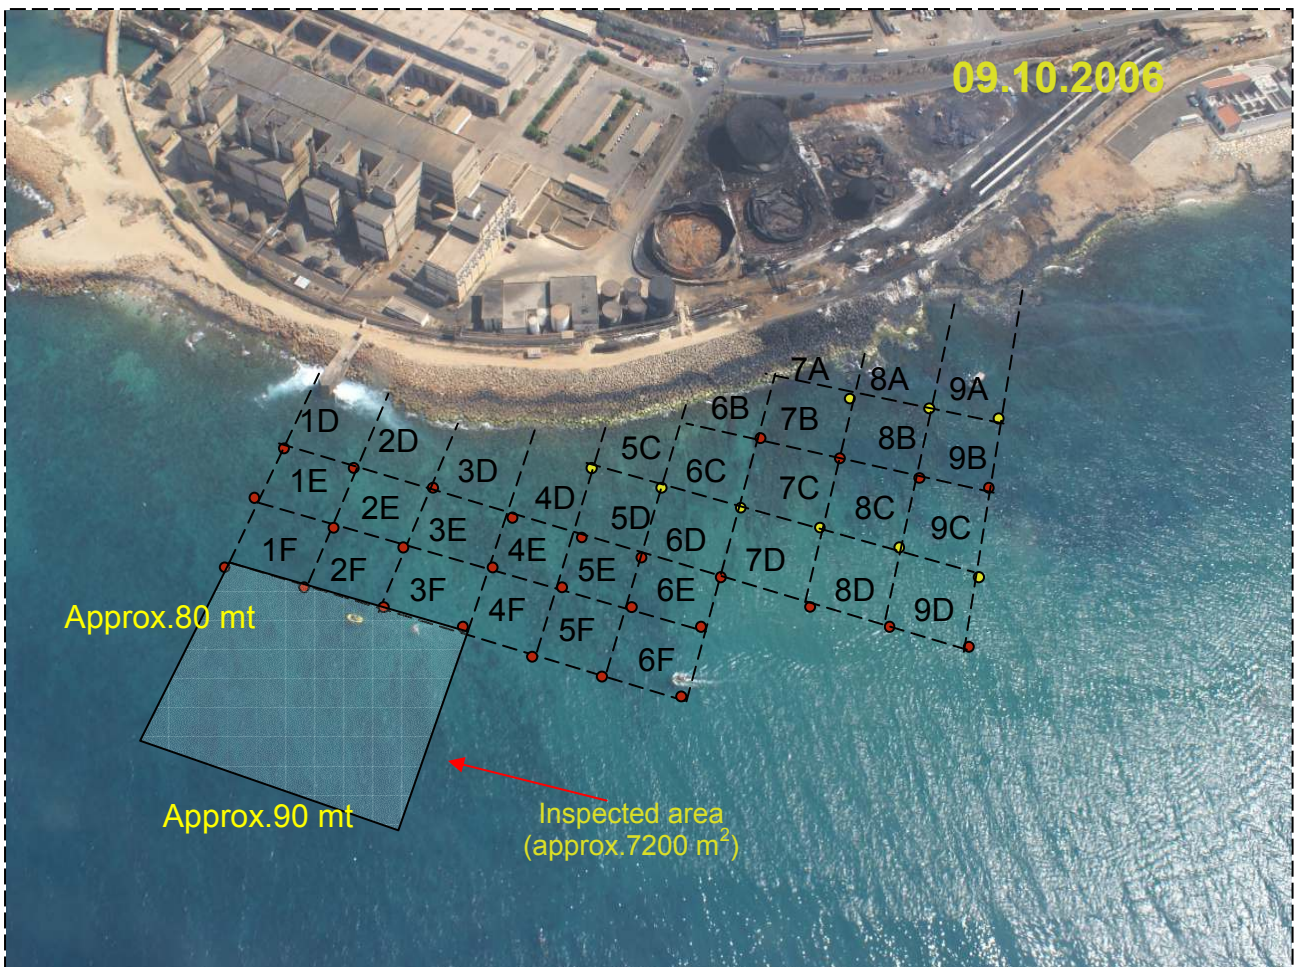 09.10.2006
7A 8A 9A
6B 7B 8B 9B
1D 2D 3D 4D 5C 6C 7C 8C 9C
1E 2E 3E 4E 5D 6D 7D 8D 9D
1F 2F 3F 4F 5E 6E
5F 6F
Approx.80 mt
Approx.90 mt
Inspected area
(approx.7200 m²)